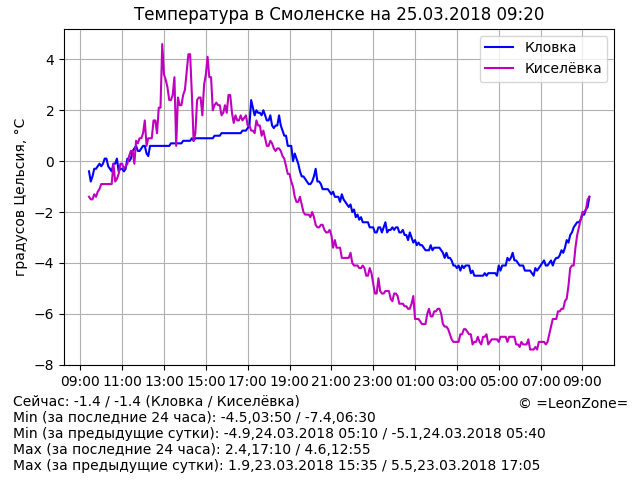 Температура в Смоленске на 25.03.2018 09:20
градусов Цельсия, °C
4
2
0
−2
−4
−6
−8
Кловка
Киселёвка
09:00 11:00 13:00 15:00 17:00 19:00 21:00 23:00 01:00 03:00 05:00 07:00 09:00
Сейчас: -1.4 / -1.4 (Кловка / Киселёвка)
© =LeonZone=
Min (за последние 24 часа): -4.5,03:50 / -7.4,06:30
Min (за предыдущие сутки): -4.9,24.03.2018 05:10 / -5.1,24.03.2018 05:40
Max (за последние 24 часа): 2.4,17:10 / 4.6,12:55
Max (за предыдущие сутки): 1.9,23.03.2018 15:35 / 5.5,23.03.2018 17:05